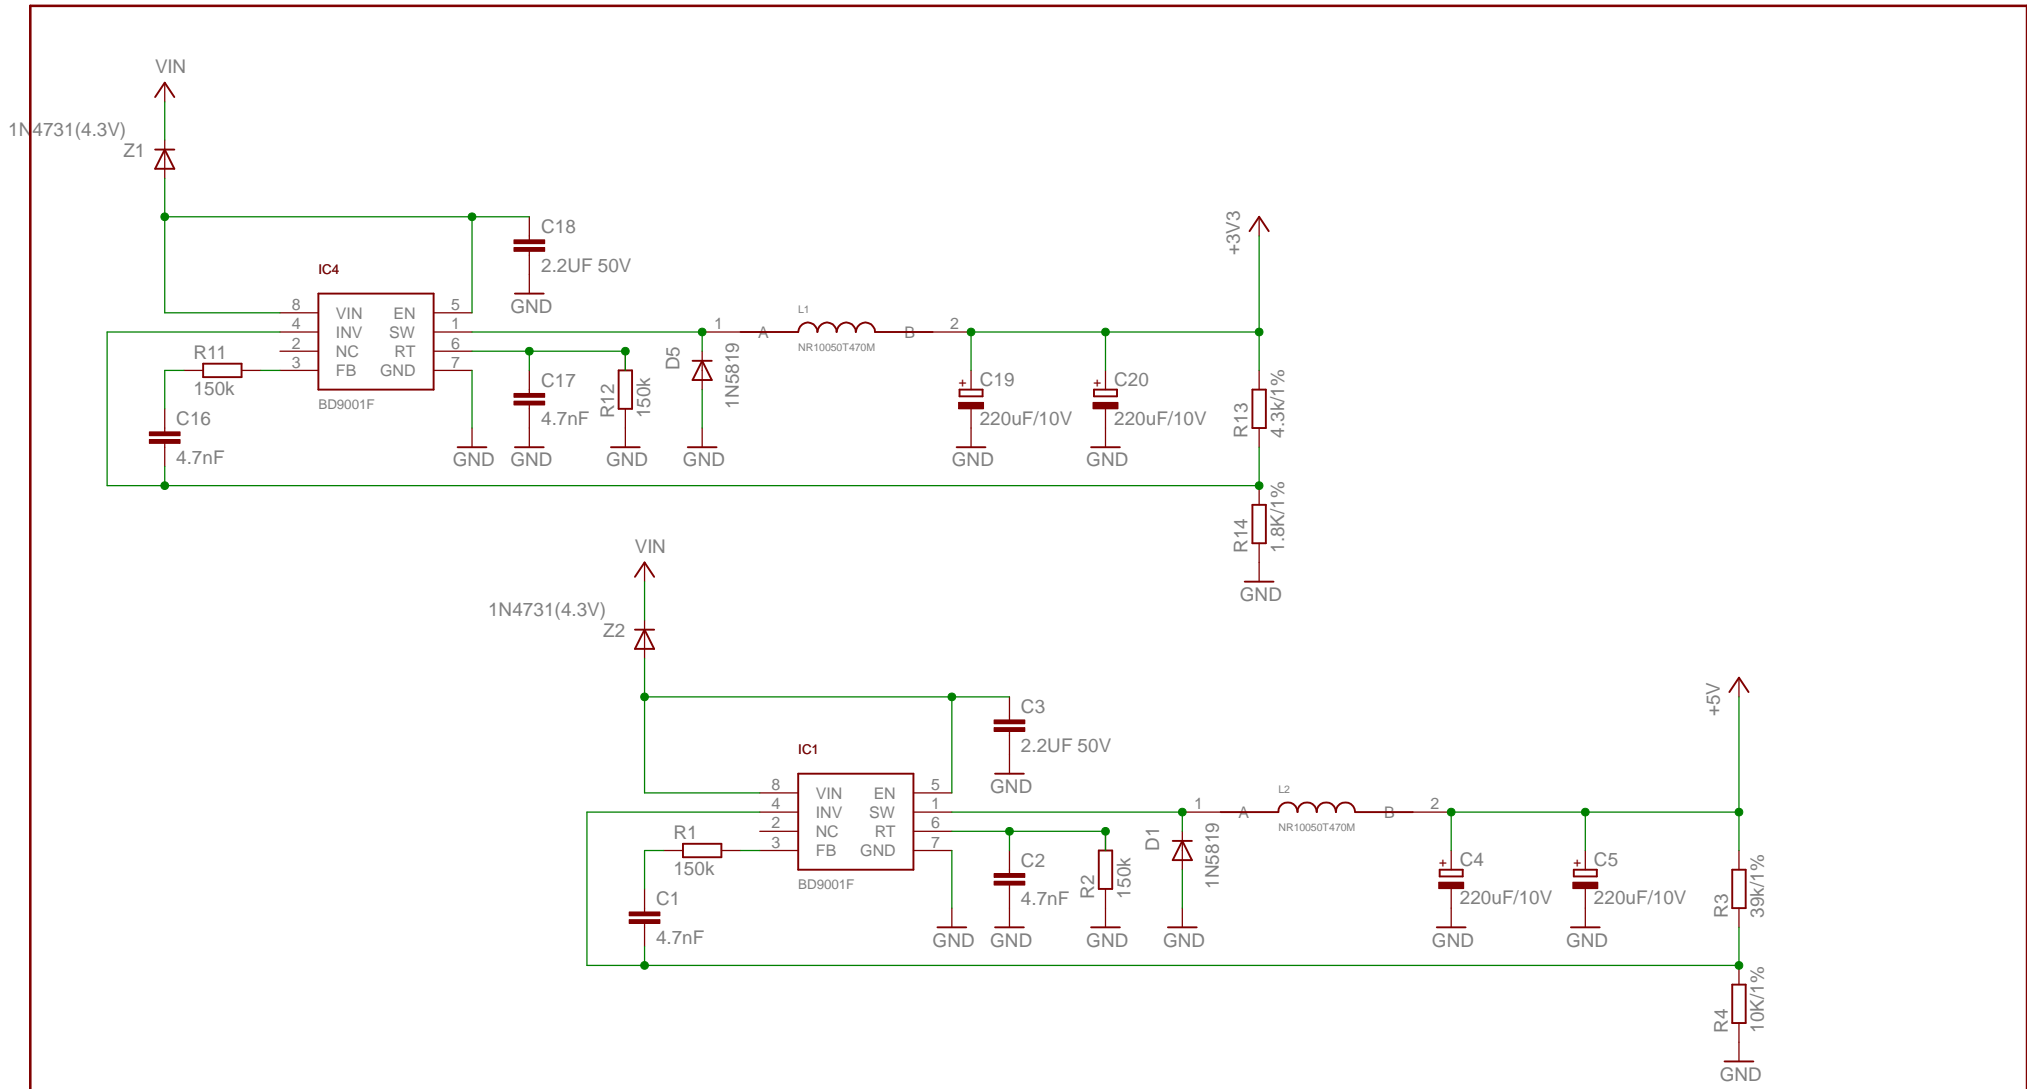 VIN
1N4731(4.3V)
Z1
C18
2.2UF 50V
GND
IC4
8 VIN EN 5
4 INV SW 1
2 NC RT 6
3 FB GND 7
BD9001F
R11
150k
C16
4.7nF
GND
C17
4.7nF
GND
R12
150k
GND
D5
1N5819
GND
1 A
L1
B 2
NR10050T470M
C19
+
220uF/10V
GND
C20
+
220uF/10V
GND
+3V3
R13
4.3k/1%
R14
1.8K/1%
GND
VIN
1N4731(4.3V)
Z2
C3
2.2UF 50V
GND
IC1
8 VIN EN 5
4 INV SW 1
2 NC RT 6
3 FB GND 7
BD9001F
R1
150k
C1
4.7nF
GND
C2
4.7nF
GND
R2
150k
GND
D1
1N5819
GND
1 A
L2
B 2
NR10050T470M
C4
+
220uF/10V
GND
C5
+
220uF/10V
GND
+5V
R3
39k/1%
R4
10K/1%
GND